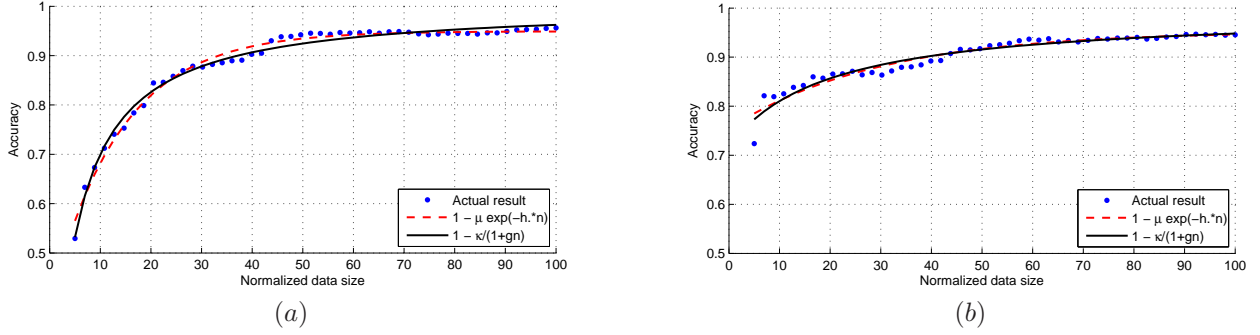 1
0.9
0.8
0.7
0.6
0.5
Accuracy
0 10 20 30 40 50 60 70 80 90 100
Normalized data size
Actual result
1 − μ exp(−h.*n)
1 − κ/(1+gn)
(a)
1
0.9
0.8
0.7
0.6
0.5
Accuracy
0 10 20 30 40 50 60 70 80 90 100
Normalized data size
Actual result
1 − μ exp(−h.*n)
1 − κ/(1+gn)
(b)